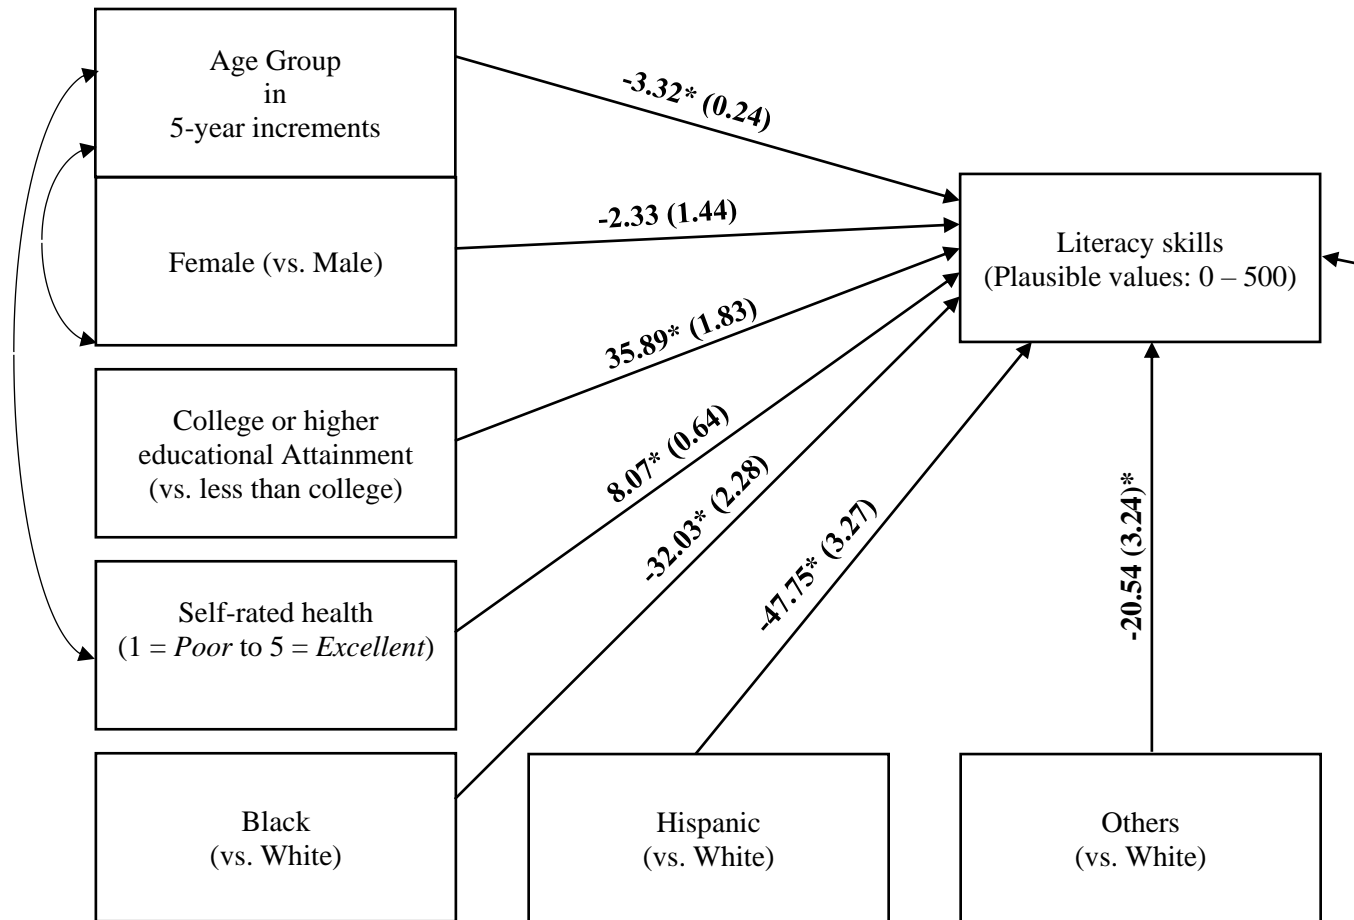 Age Group
in
5-year increments
-3.32* (0.24)
Female (vs. Male)
-2.33 (1.44)
Literacy skills
(Plausible values: 0 – 500)
College or higher
educational Attainment
(vs. less than college)
35.89* (1.83)
Self-rated health
(1 = Poor to 5 = Excellent)
8.07* (0.64)
-32.03* (2.28)
-47.75* (3.27)
-20.54 (3.24)*
Black
(vs. White)
Hispanic
(vs. White)
Others
(vs. White)